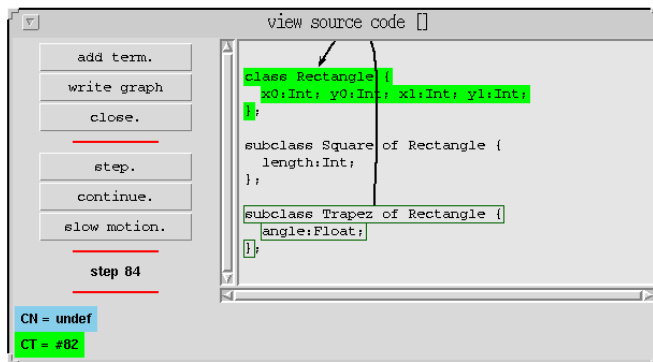 view source code []
add term.
write graph
close.
step.
continue.
slow motion.
step 84
class Rectangle {
x0:Int; y0:Int; x1:Int; y1:Int;
};
subclass Square of Rectangle {
length:Int;
};
subclass Trapez of Rectangle {
angle:Float;
};
CN = undef
CT = #82